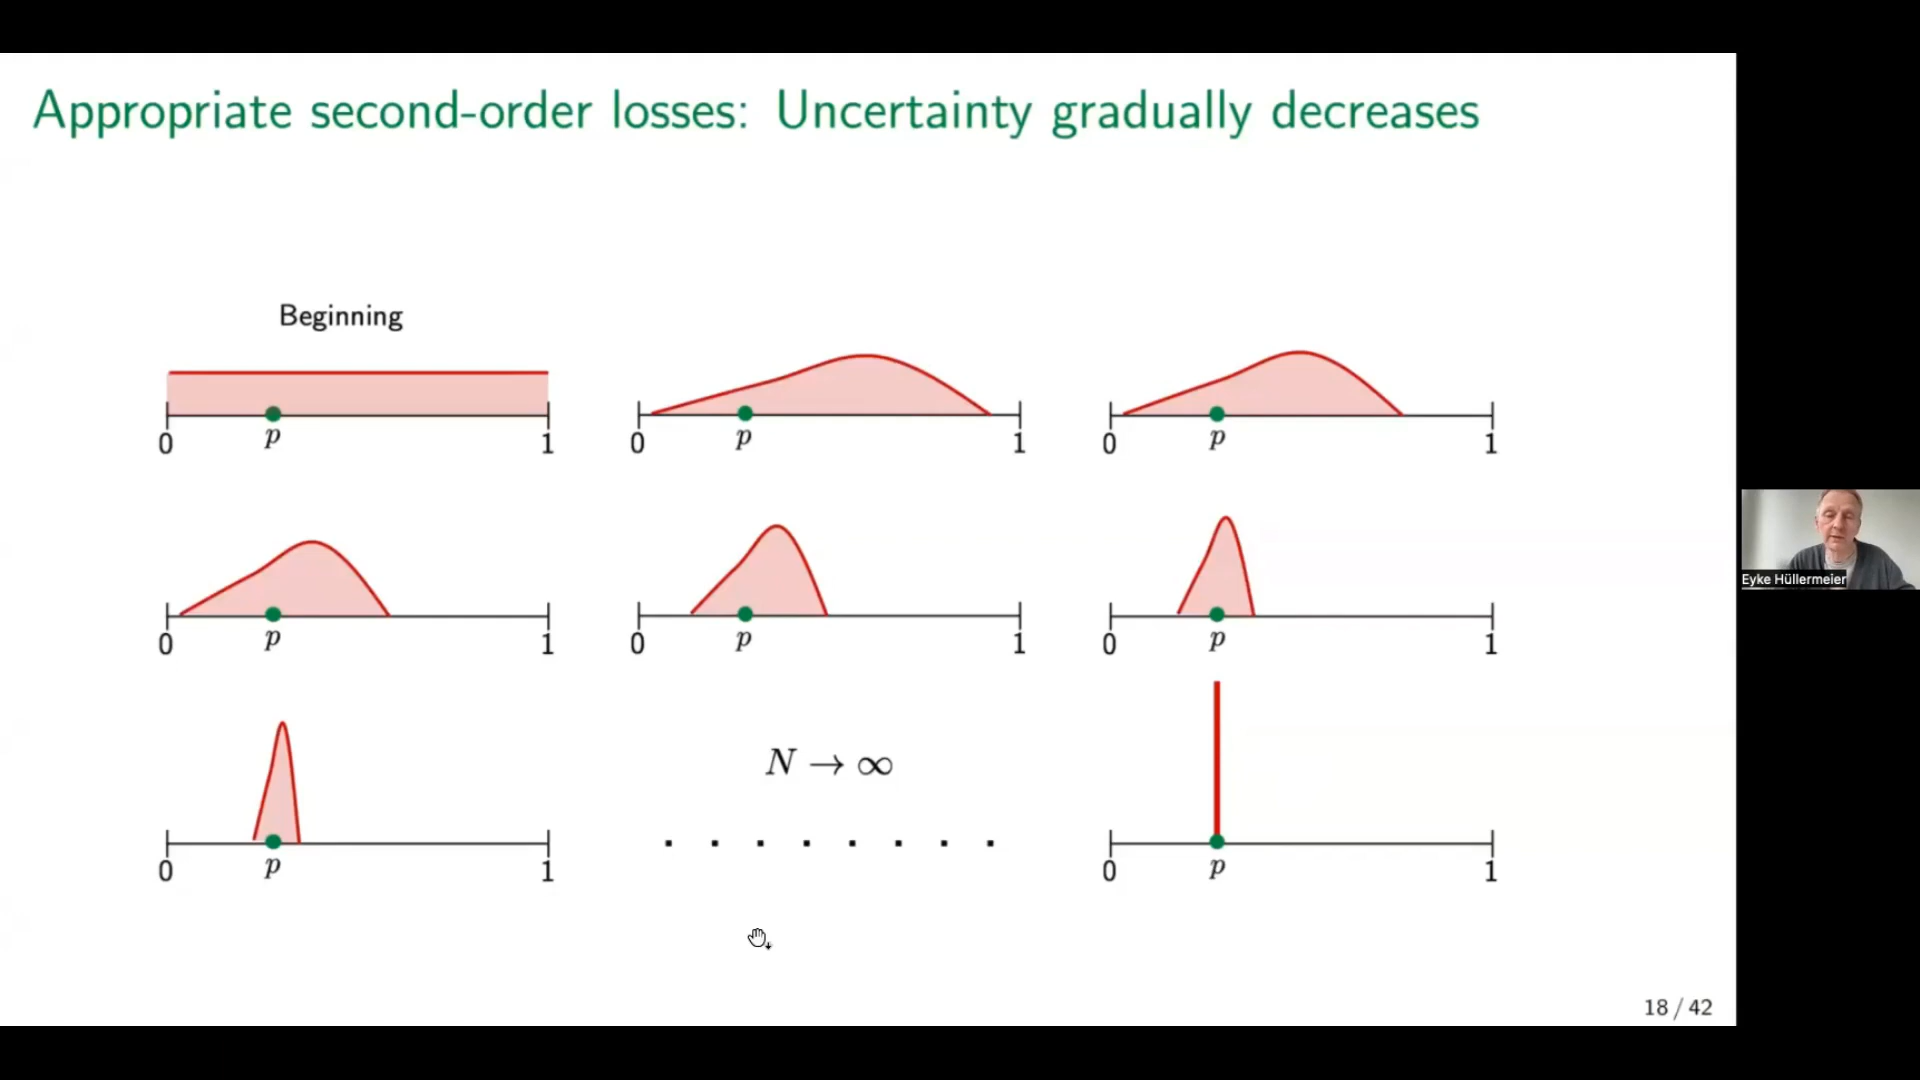 Appropriate second-order losses: Uncertainty gradually decreases
Beginning
0 p 1
0 p 1
0 p 1
0 p 1
0 p 1
0 p 1
0 p 1
N → ∞
. . . . . . . .
0 p 1
Eyke Hüllermeier
18 / 42